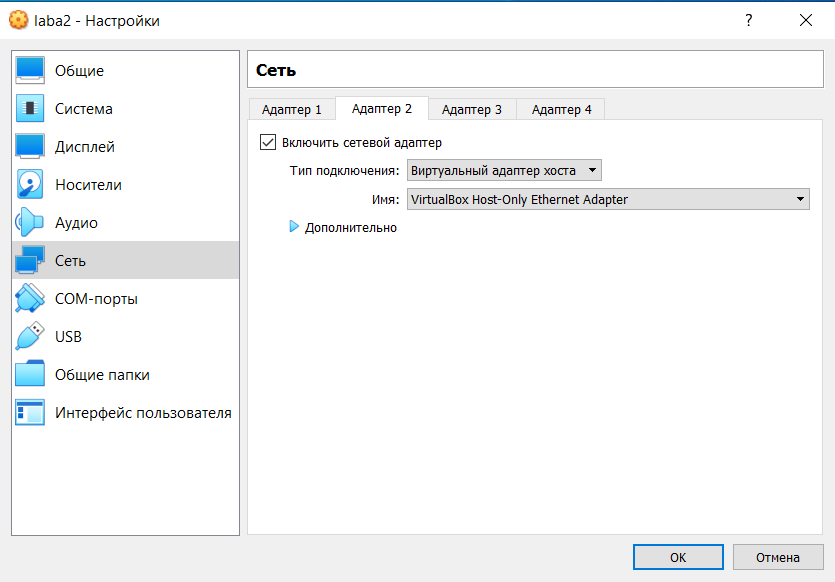 laba2 - Настройки
?
Общие
Система
Дисплей
Носители
Аудио
Сеть
COM-порты
USB
Общие папки
Интерфейс пользователя
Сеть
Адаптер 1 Адаптер 2 Адаптер 3 Адаптер 4
Включить сетевой адаптер
Тип подключения: Виртуальный адаптер хоста
Имя: VirtualBox Host-Only Ethernet Adapter
Дополнительно
OK Отмена